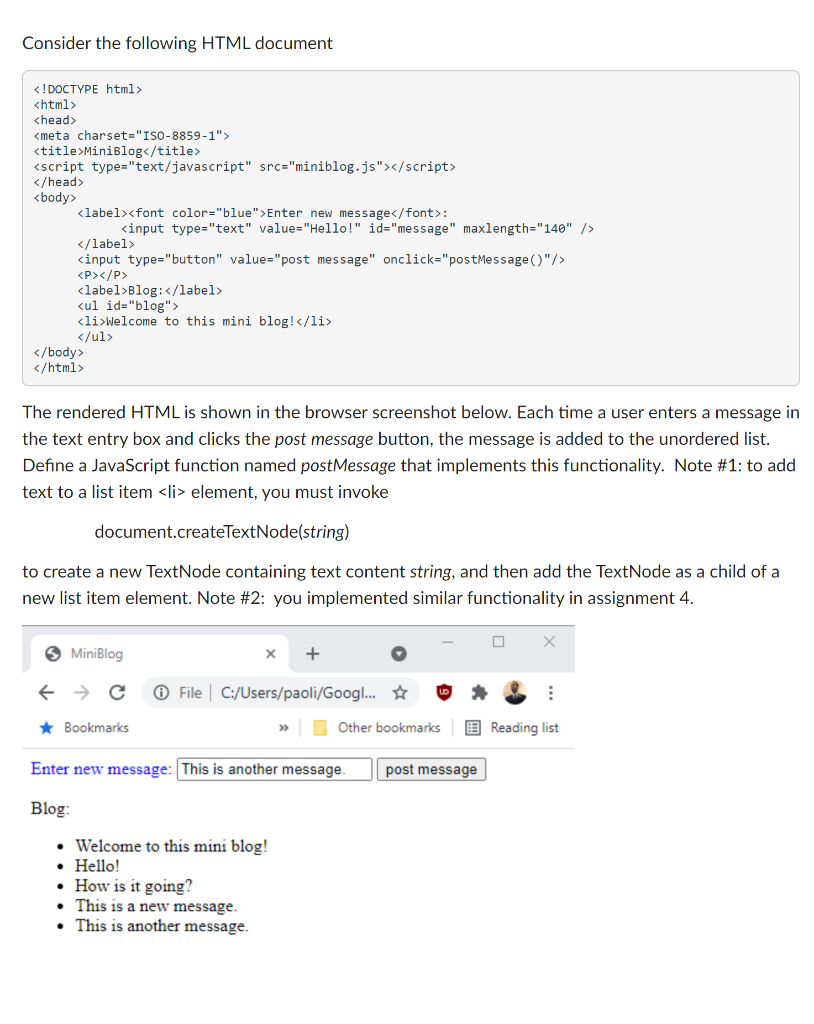 Consider the following HTML document
<!DOCTYPE html>
<html>
<head>
<meta charset="ISO-8859-1">
<title>MiniBlog</title>
<script type="text/javascript" src="miniblog.js"></script>
</head>
<body>
<label><font color="blue">Enter new message</font>:
<input type="text" value="Hello!" id="message" maxlength="140" />
</label>
<input type="button" value="post message" onclick="postMessage()"/>
<P></P>
<label>Blog:</label>
<ul id="blog">
<li>Welcome to this mini blog!</li>
</ul>
</body>
</html>
The rendered HTML is shown in the browser screenshot below. Each time a user enters a message in
the text entry box and clicks the post message button, the message is added to the unordered list.
Define a JavaScript function named postMessage that implements this functionality. Note #1: to add
text to a list item <li> element, you must invoke
document.createTextNode(string)
to create a new TextNode containing text content string, and then add the TextNode as a child of a
new list item element. Note #2: you implemented similar functionality in assignment 4.
MiniBlog
File | C:/Users/paoli/Googl...
Bookmarks » Other bookmarks Reading list
Enter new message: This is another message. post message
Blog:
• Welcome to this mini blog!
• Hello!
• How is it going?
• This is a new message.
• This is another message.